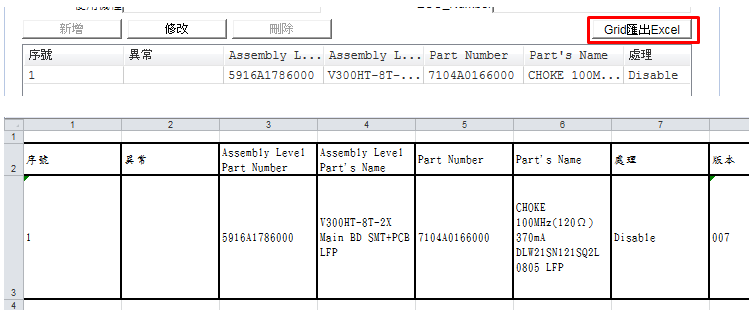 使用機種
新增 修改 刪除 Grid匯出Excel
序號 異常 Assembly L... Assembly L... Part Number Part's Name 處理
1 5916A1786000 V300HT-8T-... 7104A0166000 CHOKE 100M... Disable
1 2 3 4 5 6 7
1
2 序號 異常 Assembly Level Part Number Assembly Level Part's Name Part Number Part's Name 處理 版本
3 1 5916A1786000 V300HT-8T-2X Main BD SMT+PCB LFP 7104A0166000 CHOKE 100MHz(120Ω) 370mA DLW21SN121SQ2L 0805 LFP Disable 007
4